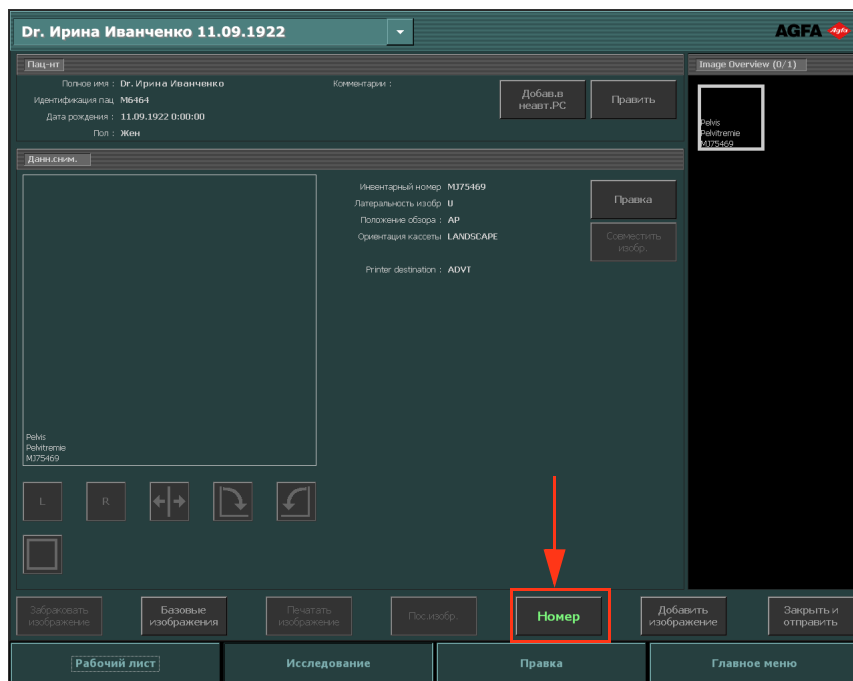 Dr. Ирина Иванченко 11.09.1922
AGFA
Agfa
Пац-нт
Полное имя : Dr. Ирина Иванченко
Комментарии :
Идентификация пац M6464
Дата рождения : 11.09.1922 0:00:00
Пол : Жен
Добав.в
неавт.РС
Править
Image Overview (0/1)
Pelvis
Pelvitremie
MJ75469
Данн.сним.
Инвентарный номер MJ75469
Латеральность изобр U
Положение обзора : AP
Ориентация кассеты LANDSCAPE
Printer destination : ADVT
Правка
Совместить
изобр.
Pelvis
Pelvitremie
MJ75469
L
R
Забраковать
изображение
Базовые
изображения
Печатать
изображение
Пос.изобр.
Номер
Добавить
изображение
Закрыть и
отправить
Рабочий лист
Исследование
Правка
Главное меню